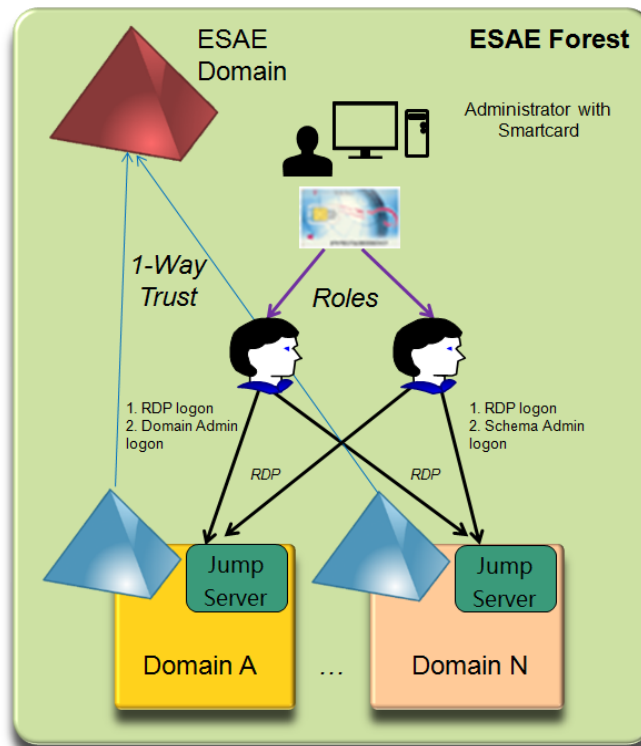 ESAE
Domain
ESAE Forest
Administrator with
Smartcard
1-Way
Trust
Roles
1. RDP logon
2. Domain Admin
logon
1. RDP logon
2. Schema Admin
logon
RDP
RDP
Jump
Server
Jump
Server
Domain A
...
Domain N